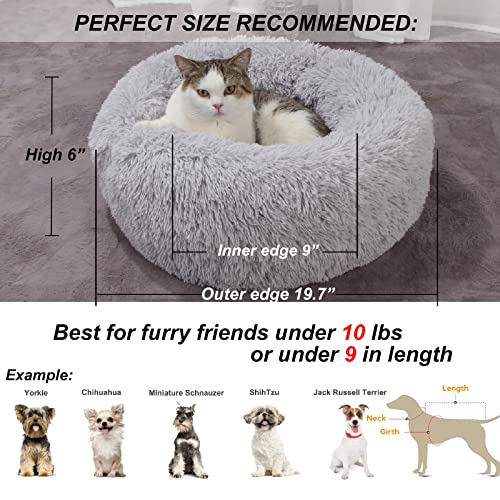 PERFECT SIZE RECOMMENDED:
High 6”
Inner edge 9”
Outer edge 19.7”
Best for furry friends under 10 lbs
or under 9 in length
Example:
Yorkie
Chihuahua
Miniature Schnauzer
ShihTzu
Jack Russell Terrier
Length
Neck
Girth